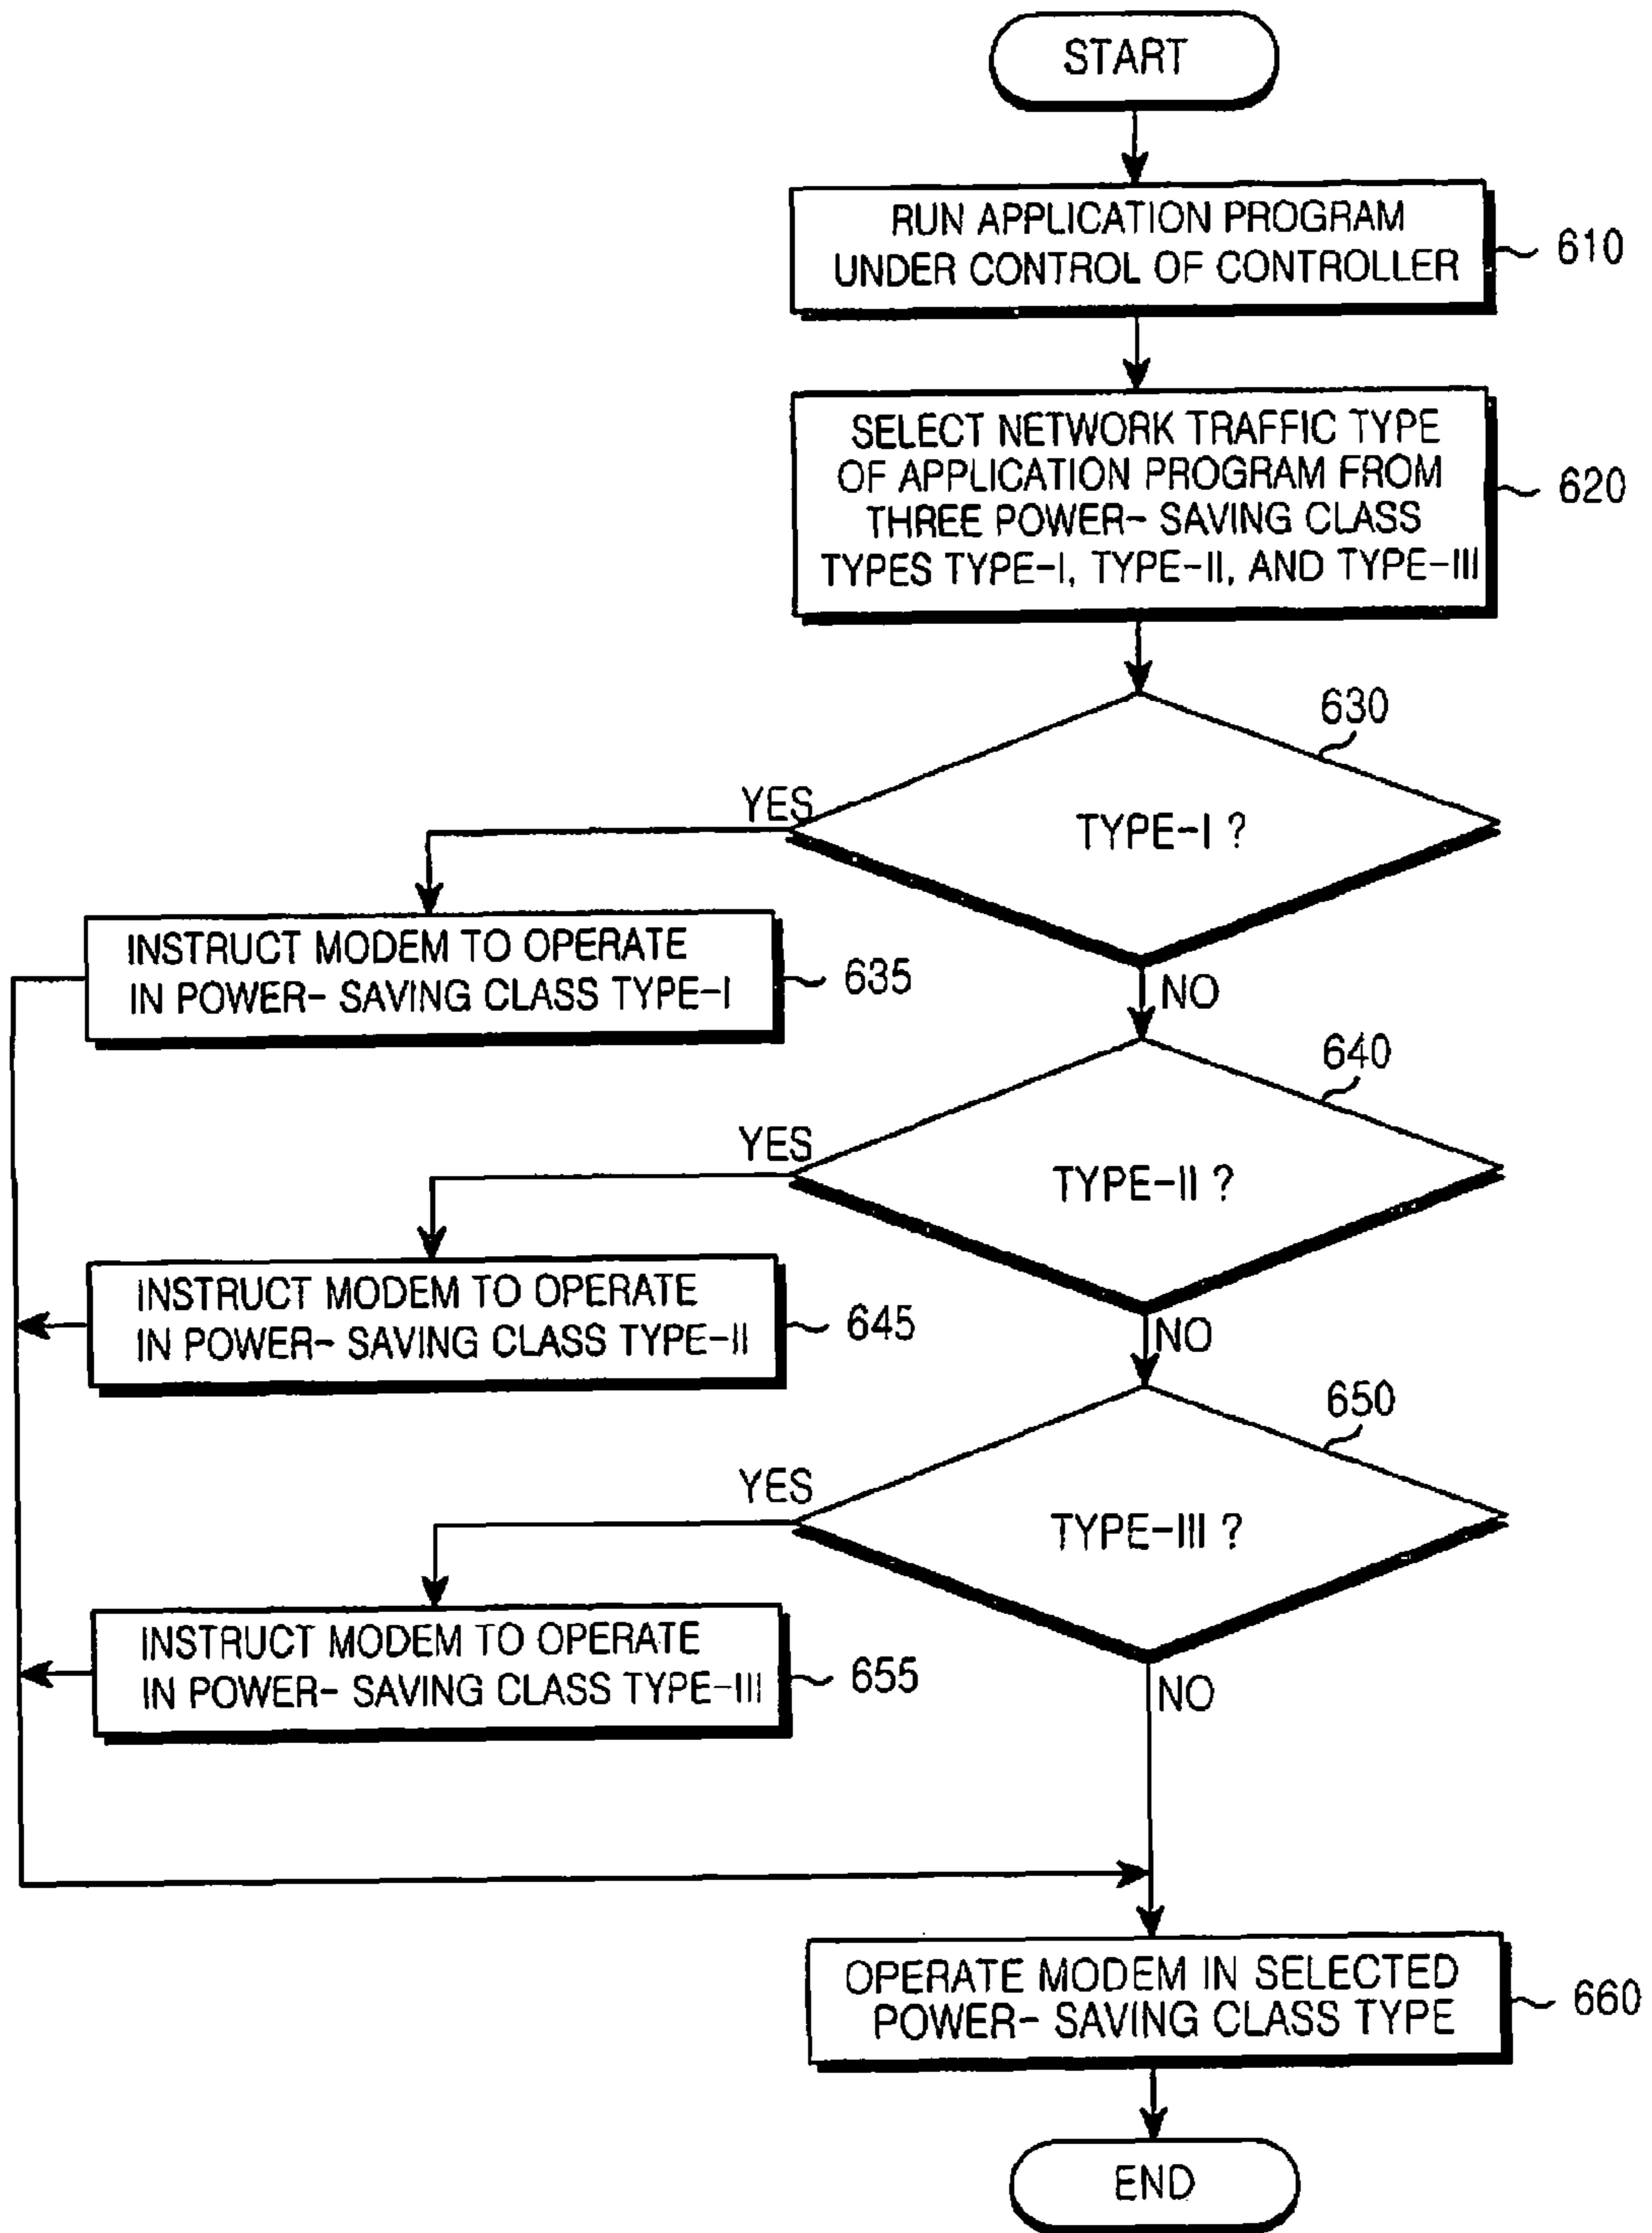 START
RUN APPLICATION PROGRAM
UNDER CONTROL OF CONTROLLER
610
SELECT NETWORK TRAFFIC TYPE
OF APPLICATION PROGRAM FROM
THREE POWER- SAVING CLASS
TYPES TYPE-I, TYPE-II, AND TYPE-III
620
630
TYPE-I ?
YES
INSTRUCT MODEM TO OPERATE
IN POWER- SAVING CLASS TYPE-I
635
NO
640
TYPE-II ?
YES
INSTRUCT MODEM TO OPERATE
IN POWER- SAVING CLASS TYPE-II
645
NO
650
TYPE-III ?
YES
INSTRUCT MODEM TO OPERATE
IN POWER- SAVING CLASS TYPE-III
655
NO
OPERATE MODEM IN SELECTED
POWER- SAVING CLASS TYPE
660
END